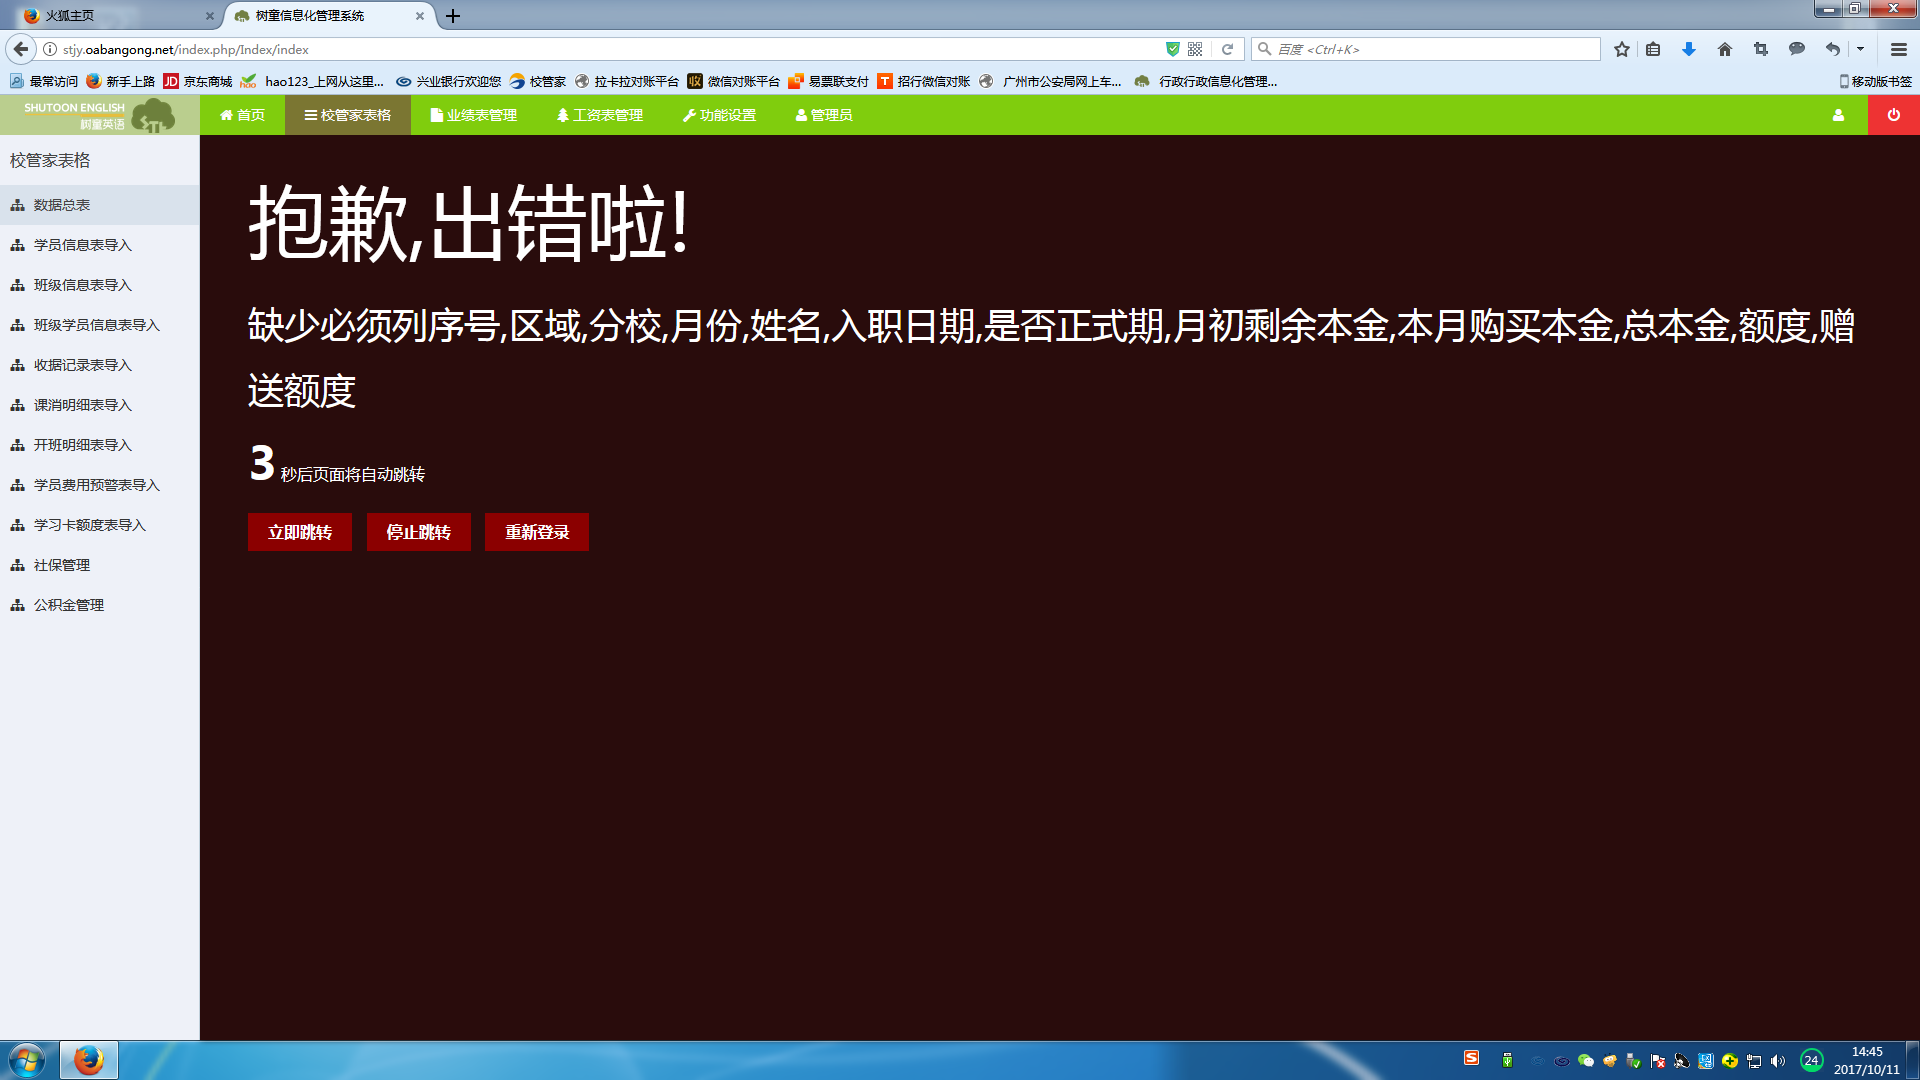 火狐主页
树童信息化管理系统
stjy.oabangong.net/index.php/Index/index
百度 <Ctrl+K>
最常访问 新手上路 京东商城 hao123_上网从这里... 兴业银行欢迎您 校管家 拉卡拉对账平台 微信对账平台 易票联支付 招行微信对账 广州市公安局网上车... 行政行政信息化管理... 移动版书签
SHUTOON ENGLISH
树童英语
首页 校管家表格 业绩表管理 工资表管理 功能设置 管理员
校管家表格
数据总表
学员信息表导入
班级信息表导入
班级学员信息表导入
收据记录表导入
课消明细表导入
开班明细表导入
学员费用预警表导入
学习卡额度表导入
社保管理
公积金管理
抱歉,出错啦!
缺少必须列序号,区域,分校,月份,姓名,入职日期,是否正式期,月初剩余本金,本月购买本金,总本金,额度,赠
送额度
3 秒后页面将自动跳转
立即跳转 停止跳转 重新登录
24
14:45
2017/10/11